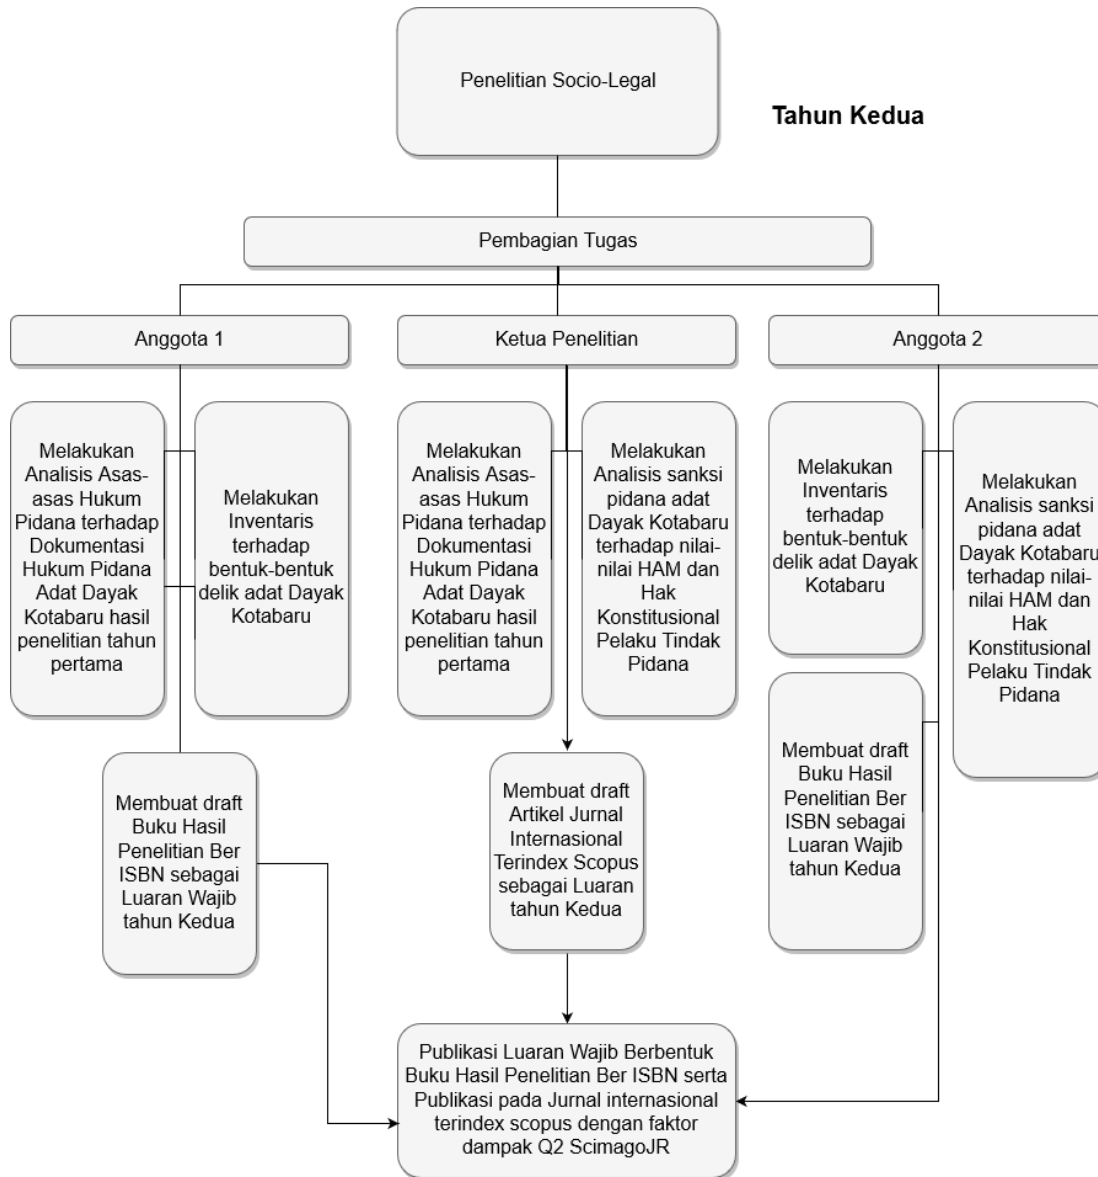 Penelitian Socio-Legal
Tahun Kedua
Pembagian Tugas
Anggota 1
Ketua Penelitian
Anggota 2
Melakukan
Analisis Asas-
asas Hukum
Pidana terhadap
Dokumentasi
Hukum Pidana
Adat Dayak
Kotabaru hasil
penelitian tahun
pertama
Melakukan
Inventaris
terhadap
bentuk-bentuk
delik adat Dayak
Kotabaru
Melakukan
Analisis Asas-
asas Hukum
Pidana terhadap
Dokumentasi
Hukum Pidana
Adat Dayak
Kotabaru hasil
penelitian tahun
pertama
Melakukan
Analisis sanksi
pidana adat
Dayak Kotabaru
terhadap nilai-
nilai HAM dan
Hak
Konstitusional
Pelaku Tindak
Pidana
Melakukan
Inventaris
terhadap
bentuk-bentuk
delik adat Dayak
Kotabaru
Melakukan
Analisis sanksi
pidana adat
Dayak Kotabaru
terhadap nilai-
nilai HAM dan
Hak
Konstitusional
Pelaku Tindak
Pidana
Membuat draft
Buku Hasil
Penelitian Ber
ISBN sebagai
Luaran Wajib
tahun Kedua
Membuat draft
Artikel Jurnal
Internasional
Terindex Scopus
sebagai Luaran
tahun Kedua
Membuat draft
Buku Hasil
Penelitian Ber
ISBN sebagai
Luaran Wajib
tahun Kedua
Publikasi Luaran Wajib Berbentuk
Buku Hasil Penelitian Ber ISBN serta
Publikasi pada Jurnal internasional
terindex scopus dengan faktor
dampak Q2 ScimagoJR